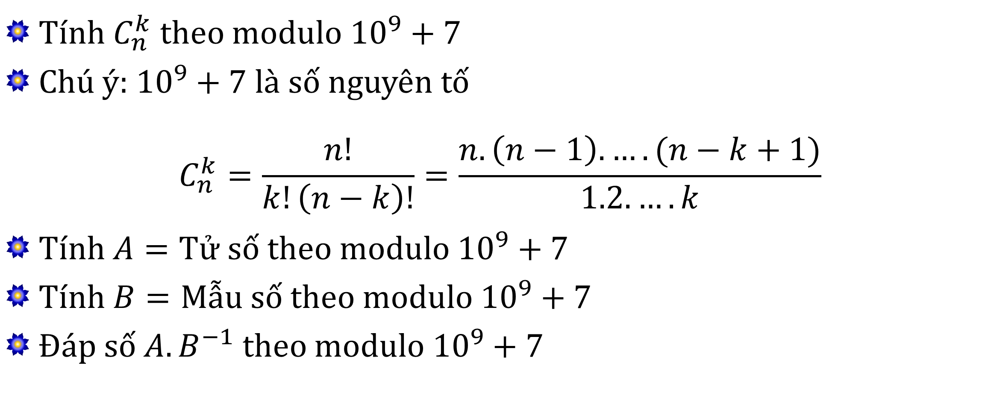 Tính $C_n^k$ theo modulo $10^9 + 7$
Chú ý: $10^9 + 7$ là số nguyên tố
$C_n^k = \frac{n!}{k!(n-k)!} = \frac{n.(n-1).….(n-k+1)}{1.2.….k}$
Tính $A =$ Tử số theo modulo $10^9 + 7$
Tính $B =$ Mẫu số theo modulo $10^9 + 7$
Đáp số $A.B^{-1}$ theo modulo $10^9 + 7$